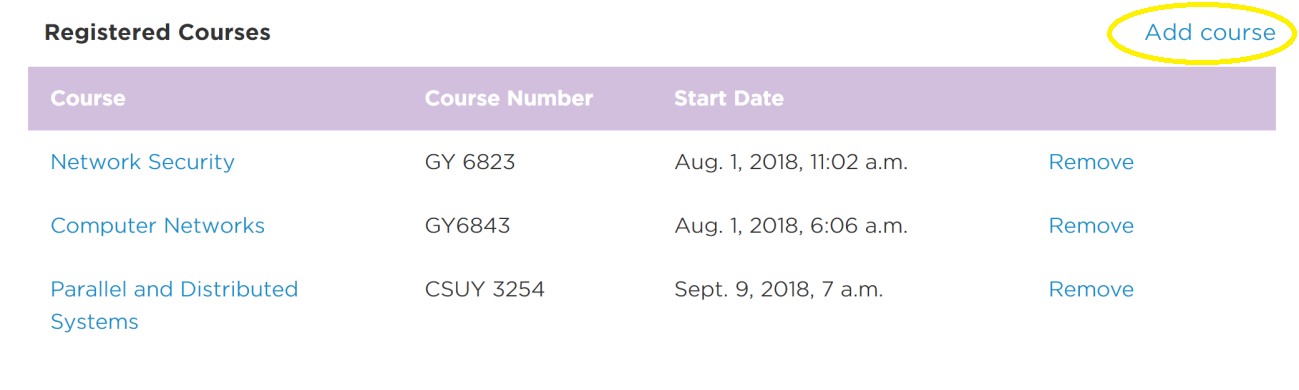 Registered Courses Add course
Course Course Number Start Date
Network Security GY 6823 Aug. 1, 2018, 11:02 a.m. Remove
Computer Networks GY6843 Aug. 1, 2018, 6:06 a.m. Remove
Parallel and Distributed CSUY 3254 Sept. 9, 2018, 7 a.m. Remove
Systems